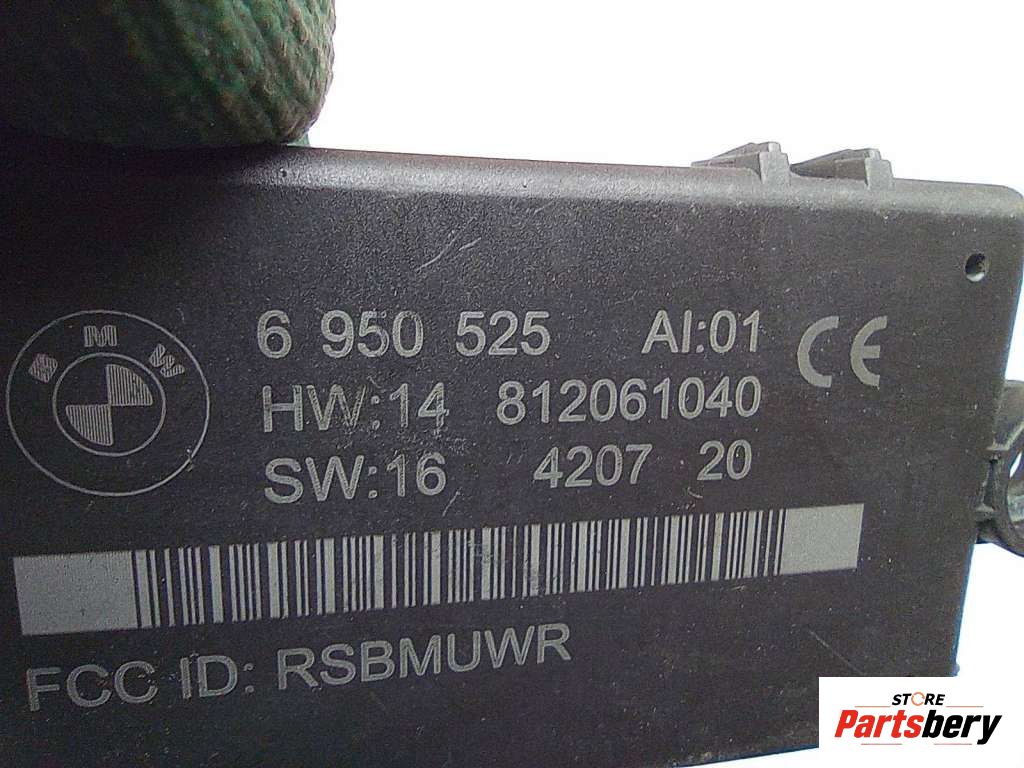 BMW
6 950 525 AI:01 CE
HW:14 812061040
SW:16 4207 20
FCC ID: RSBMUWR
STORE
Partsbery